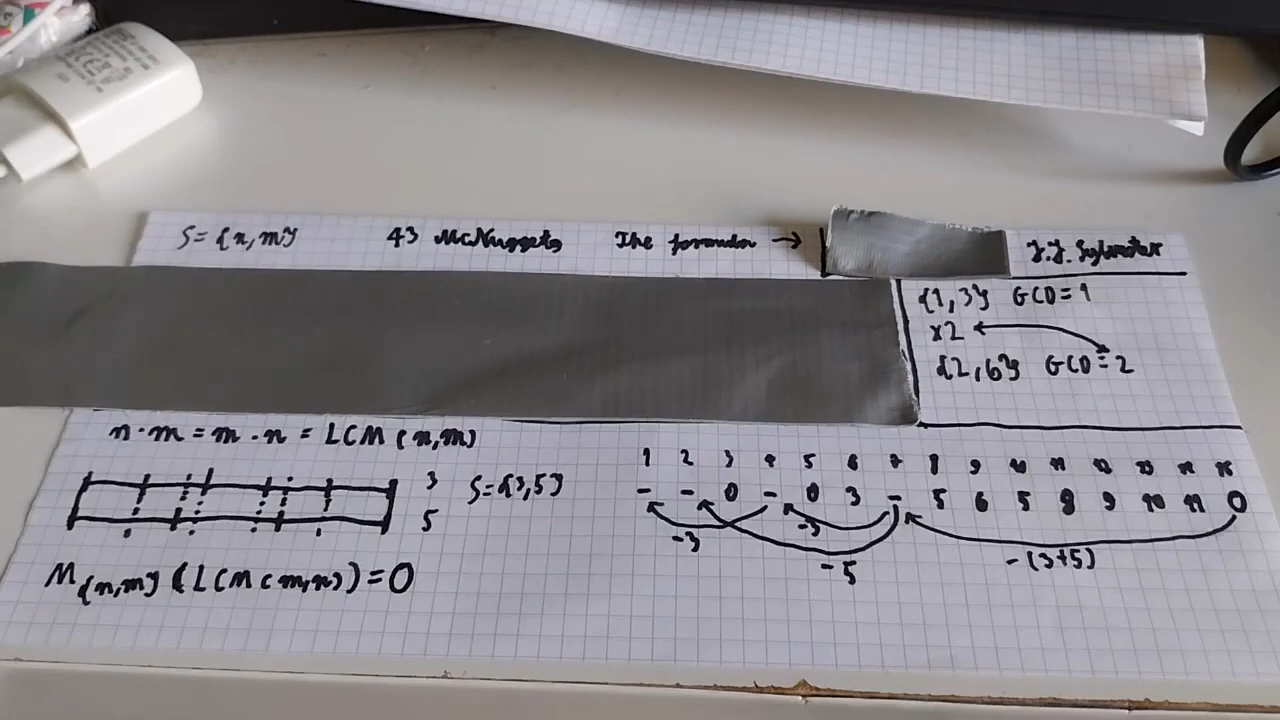 S={n,m} 43 McNuggets The formula → J.J. Sylvester
{1,3} GCD=1
x2
{2,6} GCD=2
n·m=m·n=LCM(n,m)
3 S={3,5}
5
M{n,m}(LCM(m,n))=0
1 2 3 4 5 6 7 8 9 10 11 12 13 14 15
- - 0 - 0 3 - 5 6 5 8 9 10 11 0
-3 -3 -5 -(3+5)